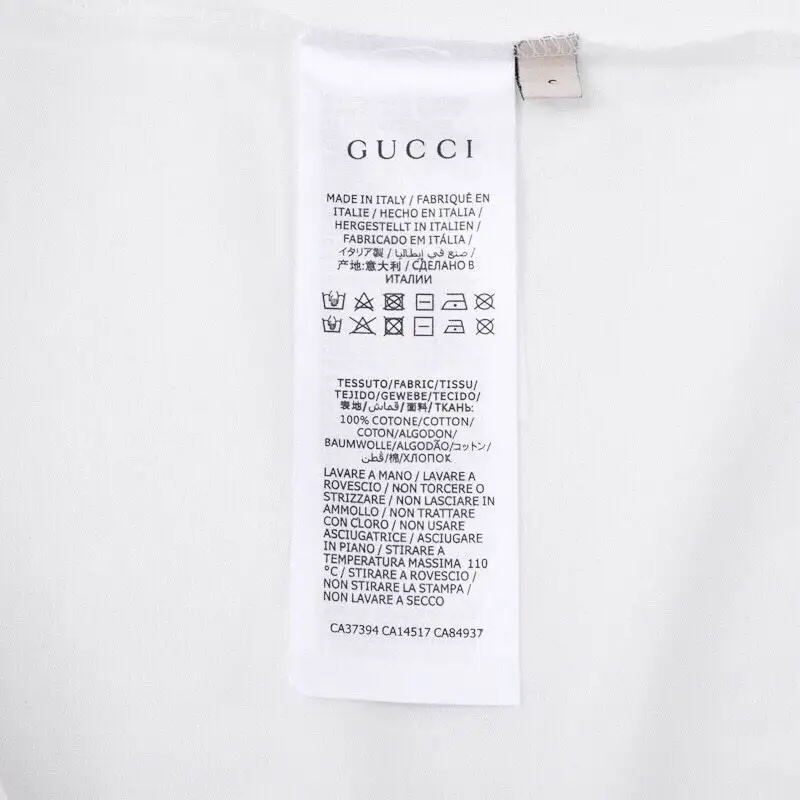 GUCCI
MADE IN ITALY / FABRIQUÉ EN
ITALIE / HECHO EN ITALIA /
HERGESTELLT IN ITALIEN /
FABRICADO EM ITÁLIA /
イタリア製 / صنع في إيطاليا /
产地:意大利 / СДЕЛАНО В
ИТАЛИИ
TESSUTO/FABRIC/TISSU/
TEJIDO/GEWEBE/TECIDO/
表地/قماش/面料/ТКАНЬ:
100% COTONE/COTTON/
COTON/ALGODON/
BAUMWOLLE/ALGODÃO/コットン/
قطن/棉/ХЛОПОК
LAVARE A MANO / LAVARE A
ROVESCIO / NON TORCERE O
STRIZZARE / NON LASCIARE IN
AMMOLLO / NON TRATTARE
CON CLORO / NON USARE
ASCIUGATRICE / ASCIUGARE
IN PIANO / STIRARE A
TEMPERATURA MASSIMA 110
°C / STIRARE A ROVESCIO /
NON STIRARE LA STAMPA /
NON LAVARE A SECCO
CA37394 CA14517 CA84937